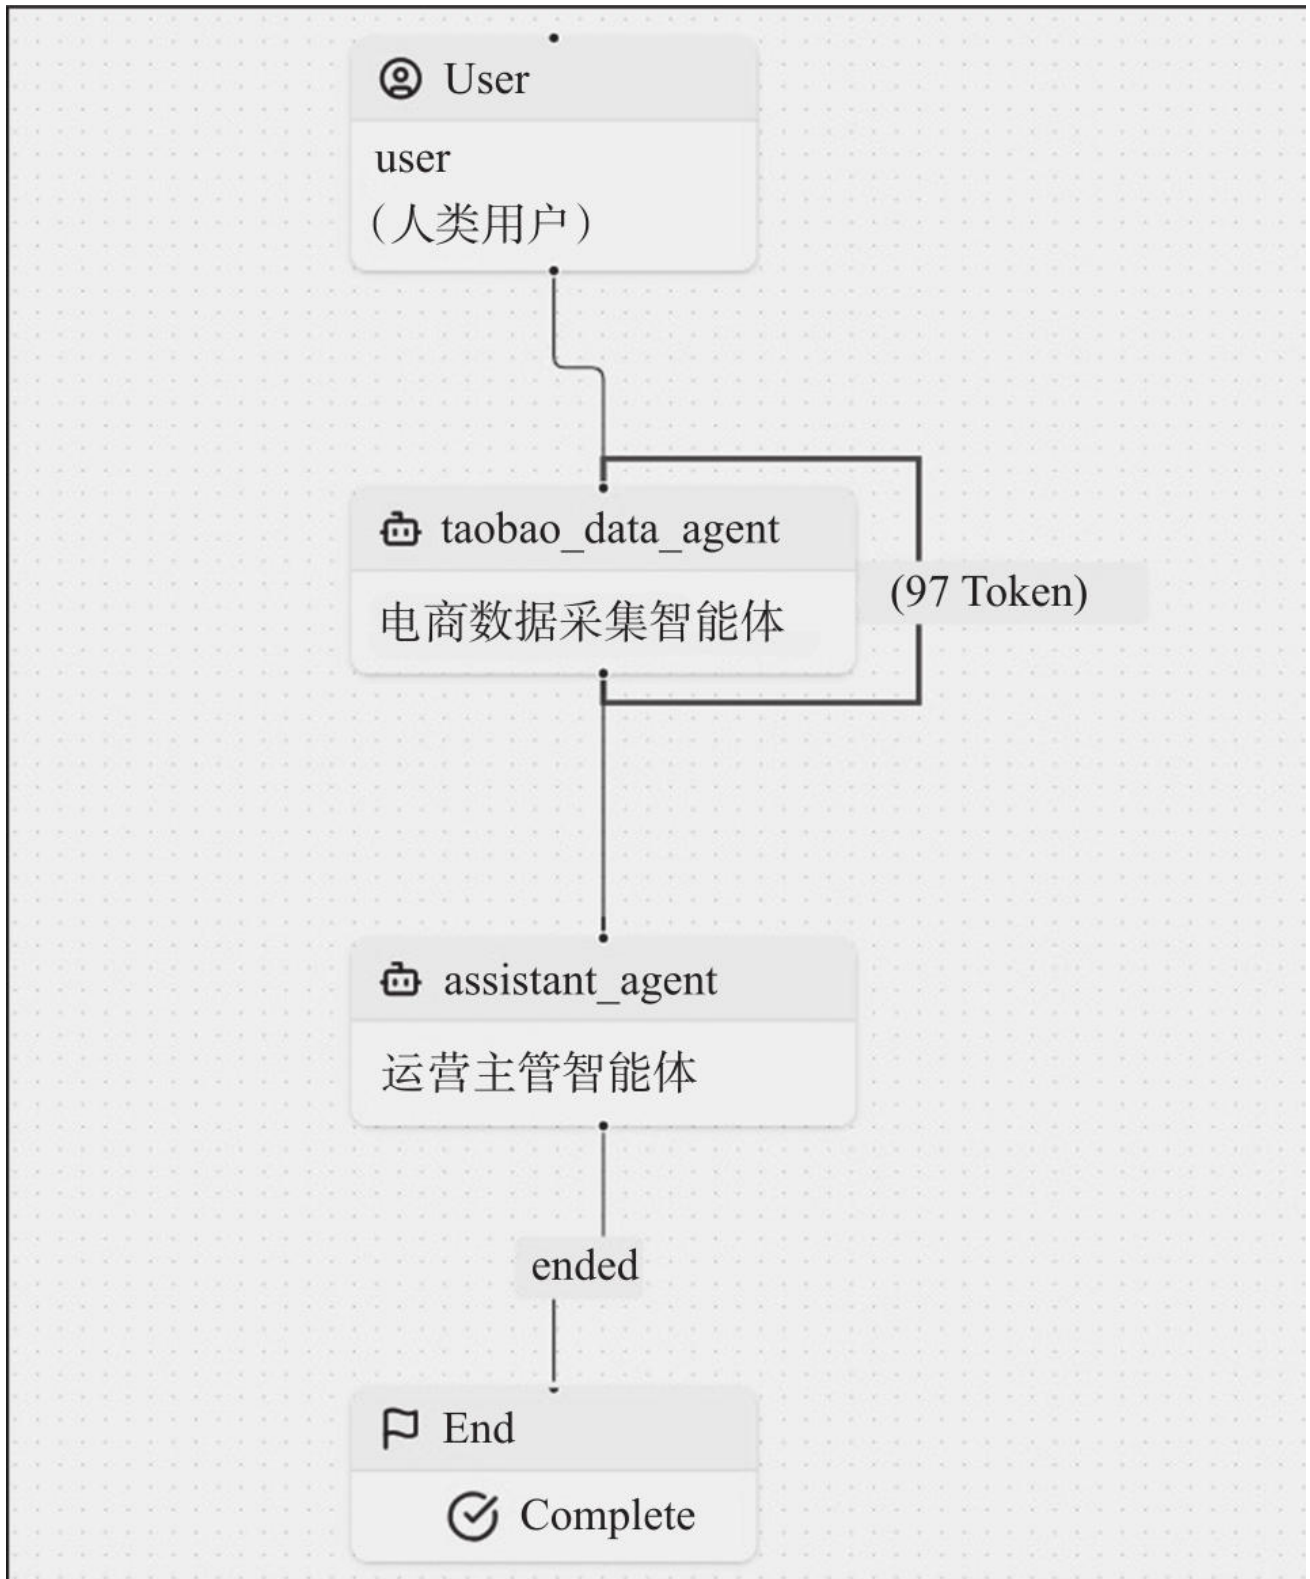 User
user
（人类用户）
taobao_data_agent
(97 Token)
电商数据采集智能体
assistant_agent
运营主管智能体
ended
End
Complete